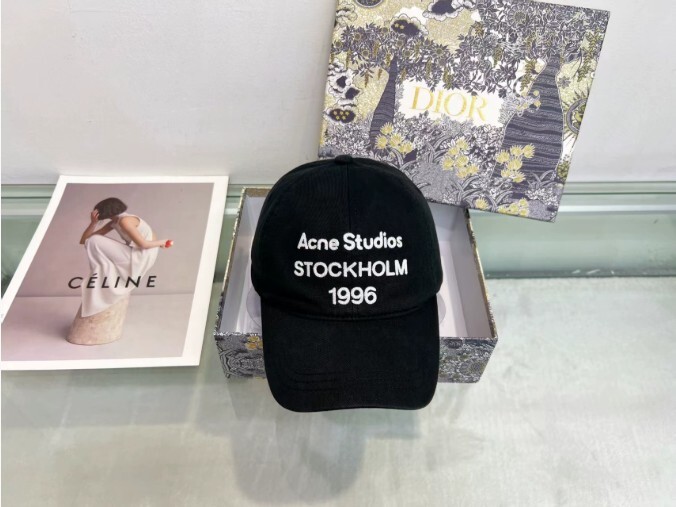 DIOR
Acne Studios
STOCKHOLM
1996
CÉLINE